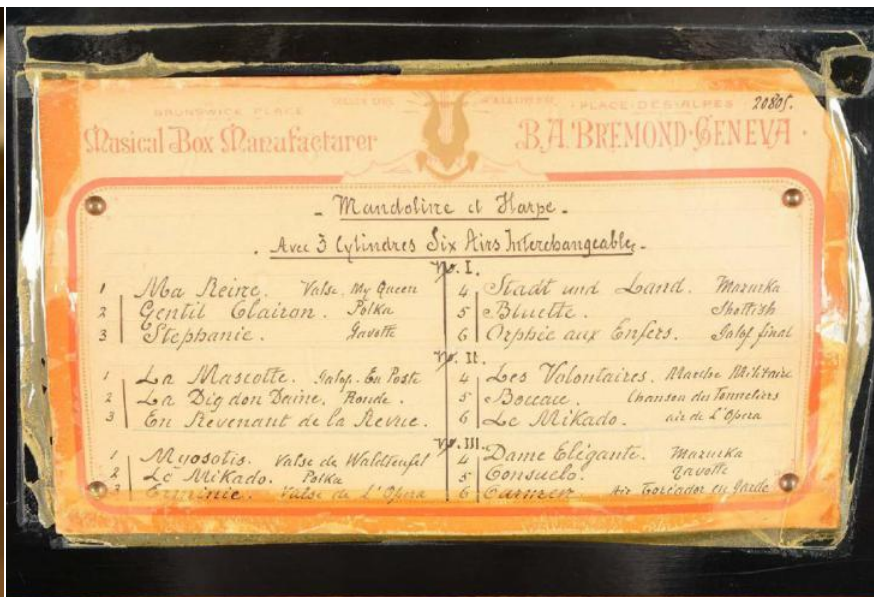 BRUNSWICK PLACE PLACE-DES-ALPES 20805.
Musical Box Manufacturer B.A. BREMOND·GENEVA·
- Mandoline et Harpe -
- Avec 3 Cylindres Six Airs Interchangeables -
No. I.
1 Ma Reine. Valse. My Queen 4 Stadt und Land. Mazurka
2 Gentil Clairon. Polka 5 Bluette. Shottish
3 Stephanie. Gavotte 6 Orphée aux Enfers. Galop final
No. II.
1 La Mascotte. Galop. En Poste 4 Les Volontaires. Marche Militaire
2 La Dig don Daine. Ronde. 5 Chanson des Tonneliers
3 En Revenant de la Revue. 6 Le Mikado. air de L'Opera
No. III.
1 Myosotis. Valse de Waldteufel 4 Dame Elégante. Mazurka
2 Le Mikado. Polka 5 Consuelo. Gavotte
3 Erminie. Valse de L'Opera 6 Carmen. Air Toréador en garde